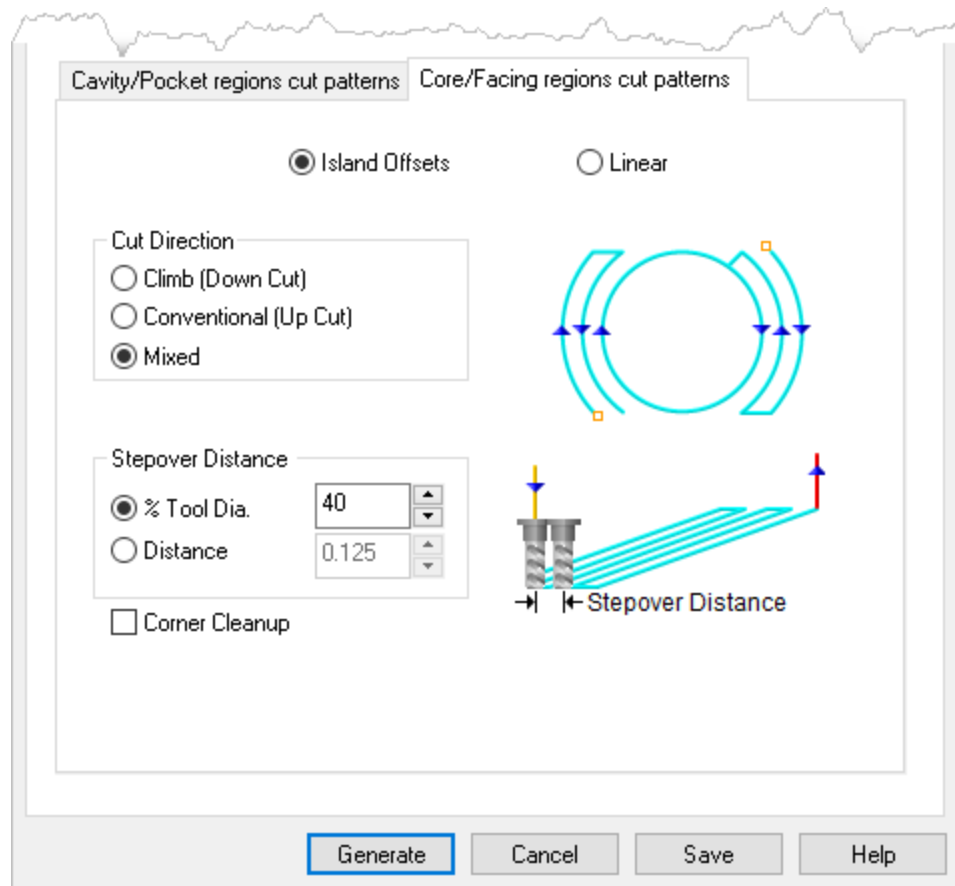 Cavity/Pocket regions cut patterns Core/Facing regions cut patterns
Island Offsets Linear
Cut Direction
Climb (Down Cut)
Conventional (Up Cut)
Mixed
Stepover Distance
% Tool Dia. 40
Distance 0.125
Stepover Distance
Corner Cleanup
Generate Cancel Save Help